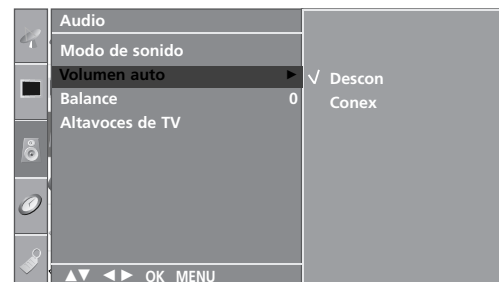 Audio
Modo de sonido
Volumen auto ►
Balance 0
Altavoces de TV
√ Descon
Conex
▲▼ ◄► OK MENU